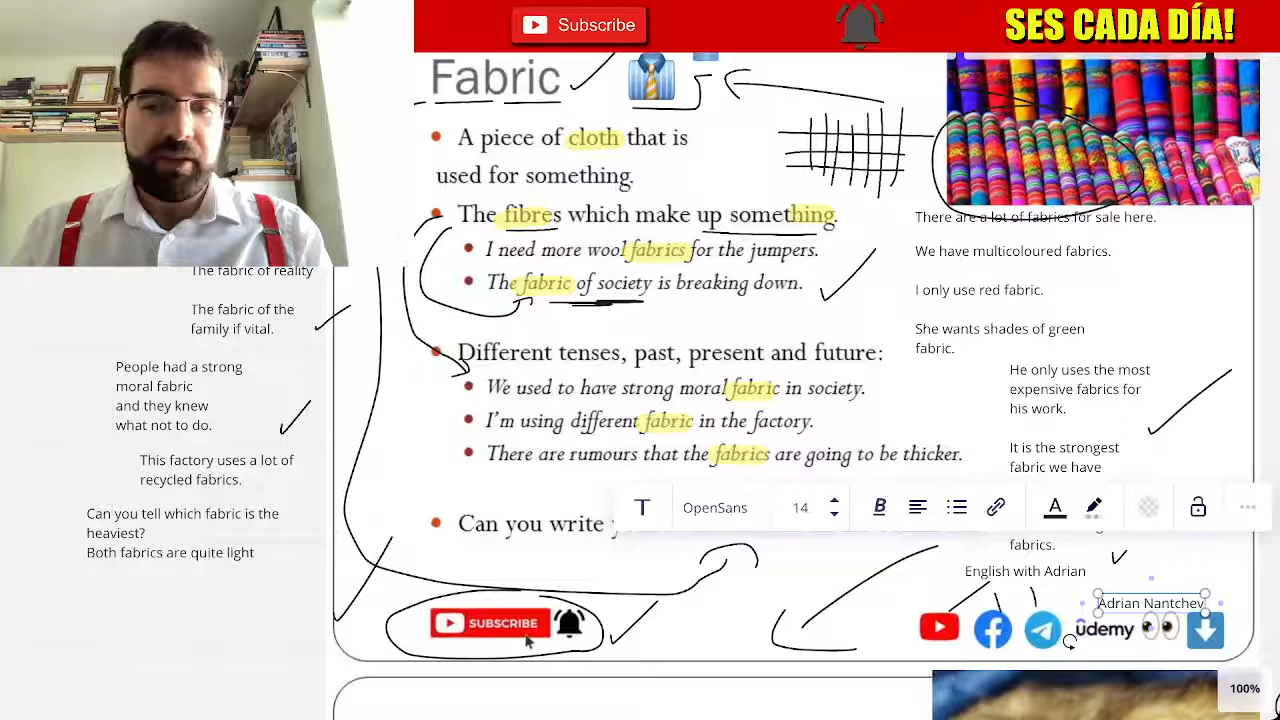 Subscribe
SES CADA DÍA!
Fabric
A piece of cloth that is
used for something.
The fibres which make up something.
I need more wool fabrics for the jumpers.
The fabric of society is breaking down.
Different tenses, past, present and future:
We used to have strong moral fabric in society.
I'm using different fabric in the factory.
There are rumours that the fabrics are going to be thicker.
Can you write
The fabric of reality
The fabric of the
family if vital.
People had a strong
moral fabric
and they knew
what not to do.
This factory uses a lot of
recycled fabrics.
Can you tell which fabric is the
heaviest?
Both fabrics are quite light
There are a lot of fabrics for sale here.
We have multicoloured fabrics.
I only use red fabric.
She wants shades of green
fabric.
He only uses the most
expensive fabrics for
his work.
It is the strongest
fabric we have
T OpenSans 14 B A
fabrics.
English with Adrian
Adrian Nantchev
SUBSCRIBE
ûdemy
100%